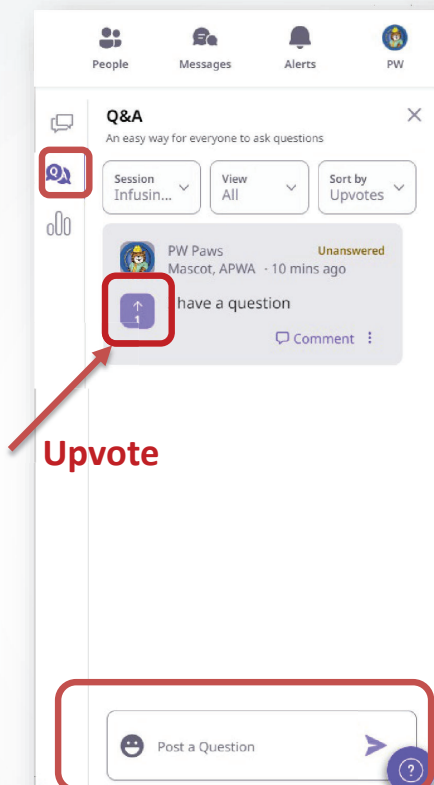 People Messages Alerts PW
Q&A
An easy way for everyone to ask questions
Session View Sort by
Infusin... All Upvotes
PW Paws Unanswered
Mascot, APWA · 10 mins ago
have a question
1
Comment
Upvote
Post a Question
?